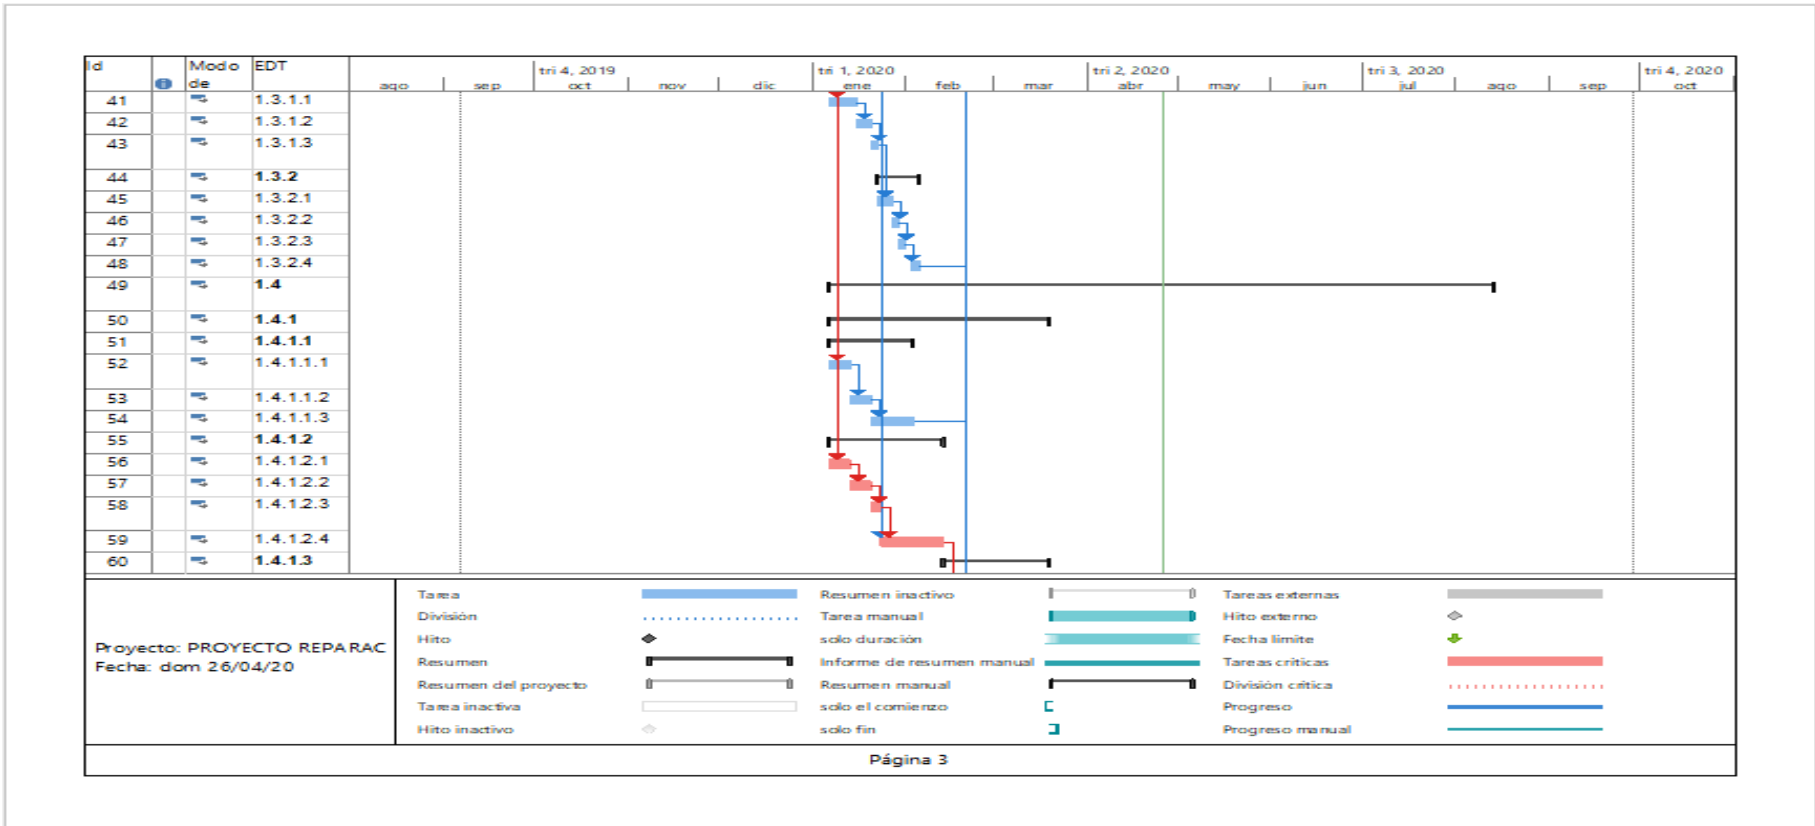 Id Modo de EDT
tri 4, 2019 tri 1, 2020 tri 2, 2020 tri 3, 2020 tri 4, 2020
ago sep oct nov dic ene feb mar abr may jun jul ago sep oct
41 1.3.1.1
42 1.3.1.2
43 1.3.1.3
44 1.3.2
45 1.3.2.1
46 1.3.2.2
47 1.3.2.3
48 1.3.2.4
49 1.4
50 1.4.1
51 1.4.1.1
52 1.4.1.1.1
53 1.4.1.1.2
54 1.4.1.1.3
55 1.4.1.2
56 1.4.1.2.1
57 1.4.1.2.2
58 1.4.1.2.3
59 1.4.1.2.4
60 1.4.1.3
Proyecto: PROYECTO REPARAC
Fecha: dom 26/04/20
Tarea
División
Hito
Resumen
Resumen del proyecto
Tarea inactiva
Hito inactivo
Resumen inactivo
Tarea manual
solo duración
Informe de resumen manual
Resumen manual
solo el comienzo
solo fin
Tareas externas
Hito externo
Fecha límite
Tareas críticas
División crítica
Progreso
Progreso manual
Página 3